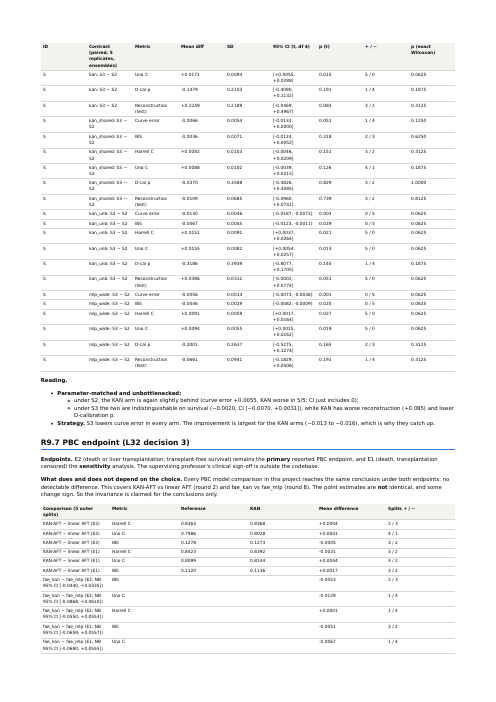 ID Contrast (paired, 5 replicates, ensembles) Metric Mean diff SD 95% CI (t, df 4) p (t) + / − p (exact Wilcoxon)
S kan: S3 − S2 Uno C +0.0171 0.0094 [+0.0055, +0.0288] 0.015 5 / 0 0.0625
S kan: S3 − S2 D-cal p -0.1479 0.2103 [-0.4090, +0.1132] 0.191 1 / 4 0.1875
S kan: S3 − S2 Reconstruction (test) +0.2249 0.2189 [-0.0469, +0.4967] 0.083 3 / 2 0.3125
S kan_shared: S3 − S2 Curve error -0.0066 0.0054 [-0.0133, +0.0000] 0.051 1 / 4 0.1250
S kan_shared: S3 − S2 IBS -0.0036 0.0071 [-0.0124, +0.0052] 0.318 2 / 3 0.6250
S kan_shared: S3 − S2 Harrell C +0.0082 0.0103 [-0.0046, +0.0209] 0.151 3 / 2 0.3125
S kan_shared: S3 − S2 Uno C +0.0088 0.0102 [-0.0039, +0.0215] 0.126 4 / 1 0.1875
S kan_shared: S3 − S2 D-cal p -0.0370 0.3588 [-0.4826, +0.4085] 0.829 3 / 2 1.0000
S kan_shared: S3 − S2 Reconstruction (test) -0.0109 0.0685 [-0.0960, +0.0741] 0.739 3 / 2 0.8125
S kan_unb: S3 − S2 Curve error -0.0130 0.0046 [-0.0187, -0.0073] 0.003 0 / 5 0.0625
S kan_unb: S3 − S2 IBS -0.0067 0.0045 [-0.0123, -0.0011] 0.029 0 / 5 0.0625
S kan_unb: S3 − S2 Harrell C +0.0151 0.0091 [+0.0037, +0.0264] 0.021 5 / 0 0.0625
S kan_unb: S3 − S2 Uno C +0.0155 0.0082 [+0.0054, +0.0257] 0.013 5 / 0 0.0625
S kan_unb: S3 − S2 D-cal p -0.3186 0.3938 [-0.8077, +0.1705] 0.145 1 / 4 0.1875
S kan_unb: S3 − S2 Reconstruction (test) +0.0386 0.0312 [-0.0002, +0.0774] 0.051 5 / 0 0.0625
S mlp_wide: S3 − S2 Curve error -0.0056 0.0014 [-0.0073, -0.0038] 0.001 0 / 5 0.0625
S mlp_wide: S3 − S2 IBS -0.0046 0.0029 [-0.0082, -0.0009] 0.025 0 / 5 0.0625
S mlp_wide: S3 − S2 Harrell C +0.0091 0.0059 [+0.0017, +0.0164] 0.027 5 / 0 0.0625
S mlp_wide: S3 − S2 Uno C +0.0094 0.0055 [+0.0025, +0.0162] 0.019 5 / 0 0.0625
S mlp_wide: S3 − S2 D-cal p -0.2001 0.2637 [-0.5275, +0.1274] 0.165 2 / 3 0.3125
S mlp_wide: S3 − S2 Reconstruction (test) -0.0661 0.0941 [-0.1829, +0.0506] 0.191 1 / 4 0.3125
Reading.
• Parameter-matched and unbottlenecked:
◦ under S2, the KAN arm is again slightly behind (curve error +0.0055, KAN worse in 5/5; CI just includes 0);
◦ under S3 the two are indistinguishable on survival (−0.0020, CI [−0.0070, +0.0031]), while KAN has worse reconstruction (+0.085) and lower
D-calibration p.
• Strategy. S3 lowers curve error in every arm. The improvement is largest for the KAN arms (−0.013 to −0.016), which is why they catch up.
R9.7 PBC endpoint (L32 decision 3)
Endpoints. E2 (death or liver transplantation; transplant-free survival) remains the primary reported PBC endpoint, and E1 (death, transplantation
censored) the sensitivity analysis. The supervising professor's clinical sign-off is outside the codebase.
What does and does not depend on the choice. Every PBC model comparison in this project reaches the same conclusion under both endpoints: no
detectable difference. This covers KAN-AFT vs linear AFT (round 2) and fae_kan vs fae_mlp (round 8). The point estimates are not identical, and some
change sign. So the invariance is claimed for the conclusions only.
Comparison (5 outer splits) Metric Reference KAN Mean difference Splits + / −
KAN-AFT − linear AFT (E2) Harrell C 0.8363 0.8368 +0.0004 2 / 3
KAN-AFT − linear AFT (E2) Uno C 0.7986 0.8028 +0.0041 4 / 1
KAN-AFT − linear AFT (E2) IBS 0.1278 0.1273 -0.0005 3 / 2
KAN-AFT − linear AFT (E1) Harrell C 0.8423 0.8392 -0.0031 3 / 2
KAN-AFT − linear AFT (E1) Uno C 0.8099 0.8144 +0.0044 3 / 2
KAN-AFT − linear AFT (E1) IBS 0.1120 0.1136 +0.0017 3 / 2
fae_kan − fae_mlp (E2; NB 95% CI [-0.0440, +0.0335]) IBS -0.0053 2 / 3
fae_kan − fae_mlp (E2; NB 95% CI [-0.0868, +0.0610]) Uno C -0.0129 1 / 4
fae_kan − fae_mlp (E2; NB 95% CI [-0.0550, +0.0553]) Harrell C +0.0001 1 / 4
fae_kan − fae_mlp (E1; NB 95% CI [-0.0659, +0.0557]) IBS -0.0051 3 / 2
fae_kan − fae_mlp (E1; NB 95% CI [-0.0690, +0.0555]) Uno C -0.0067 1 / 4